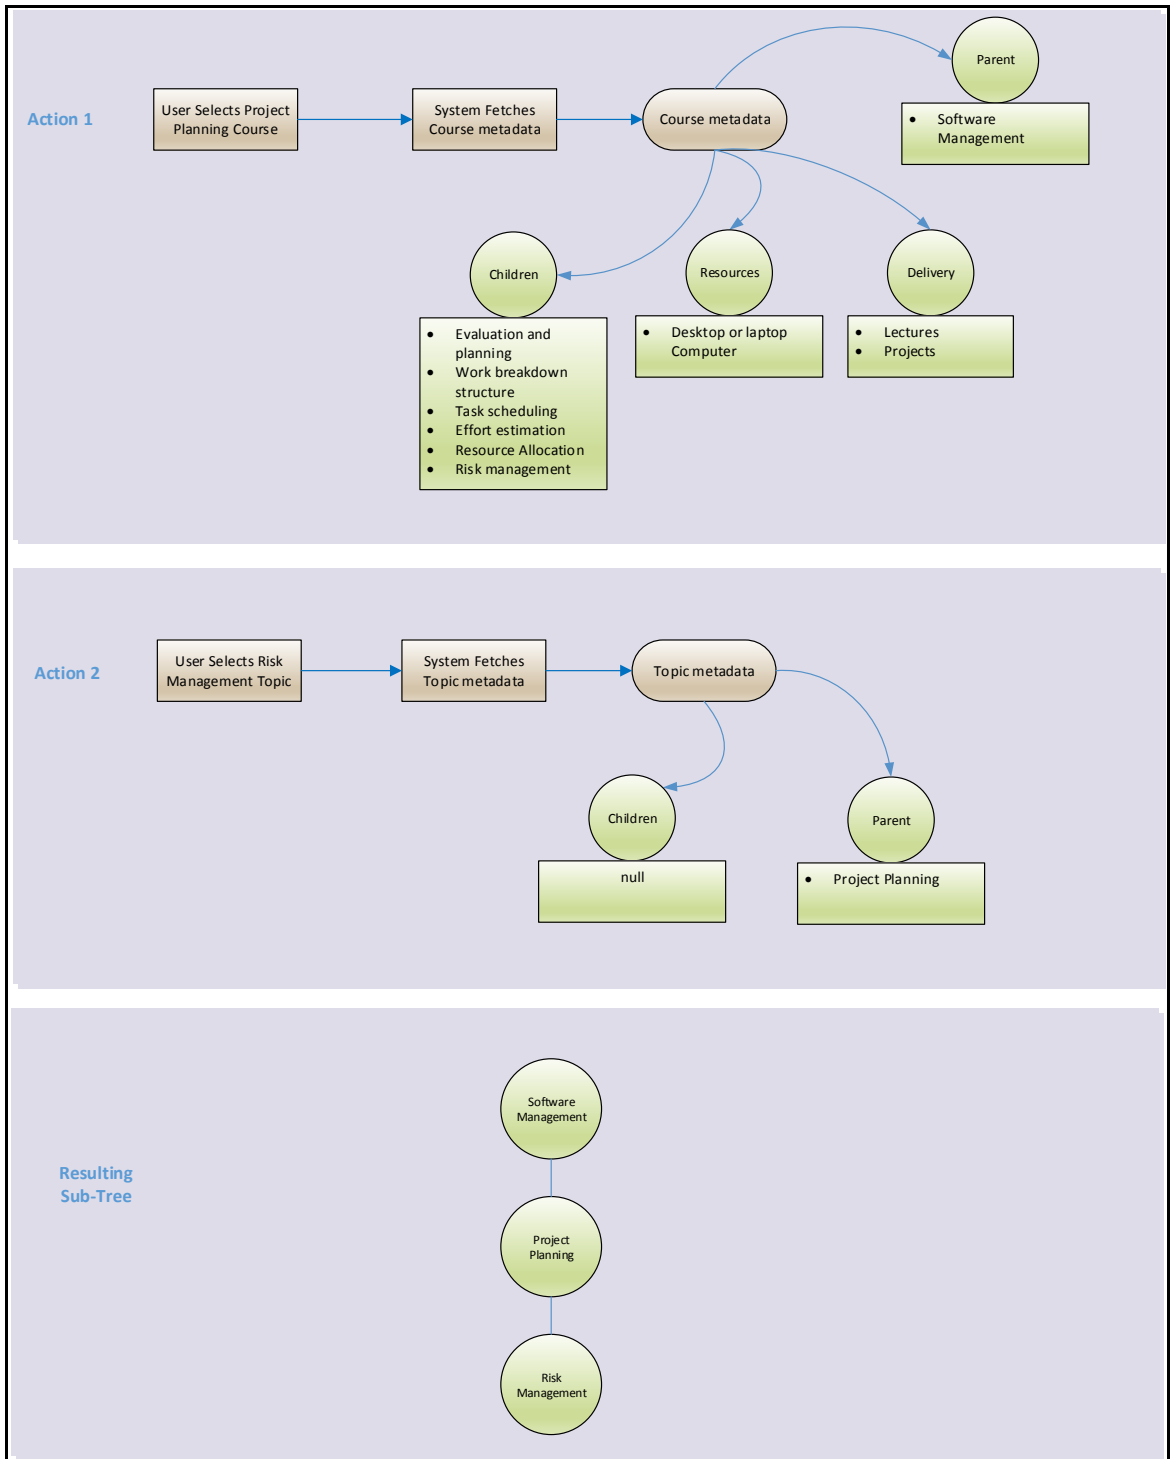 Action 1
User Selects Project
Planning Course
System Fetches
Course metadata
Course metadata
Parent
• Software
Management
Children
• Evaluation and
planning
• Work breakdown
structure
• Task scheduling
• Effort estimation
• Resource Allocation
• Risk management
Resources
• Desktop or laptop
Computer
Delivery
• Lectures
• Projects
Action 2
User Selects Risk
Management Topic
System Fetches
Topic metadata
Topic metadata
Children
null
Parent
• Project Planning
Resulting
Sub-Tree
Software
Management
Project
Planning
Risk
Management